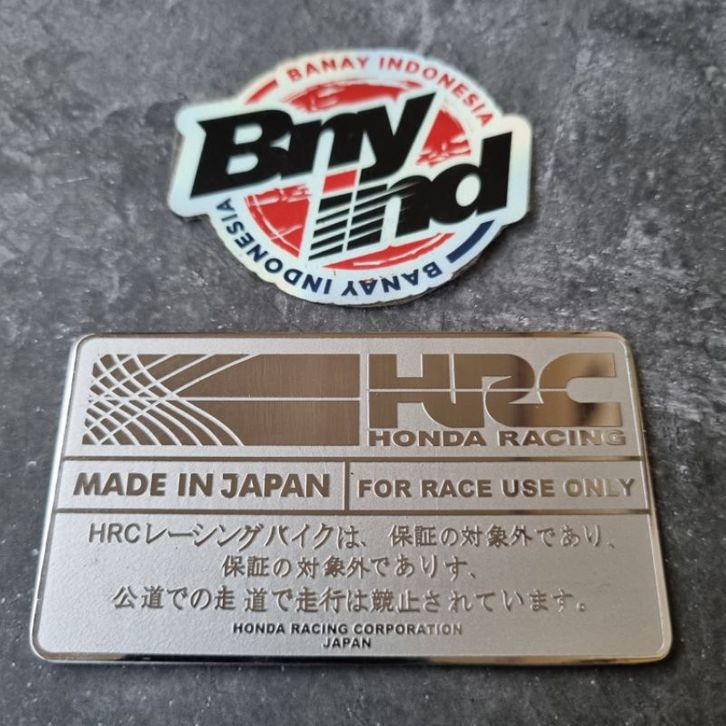 BANAY INDONESIA
Bny
ind
BANAY INDONESIA
HRC
HONDA RACING
MADE IN JAPAN
FOR RACE USE ONLY
HRCレーシングバイクは、保証の対象外であり、
保証の対象外でありす、
公道での走 道で走行は競止されています。
HONDA RACING CORPORATION
JAPAN